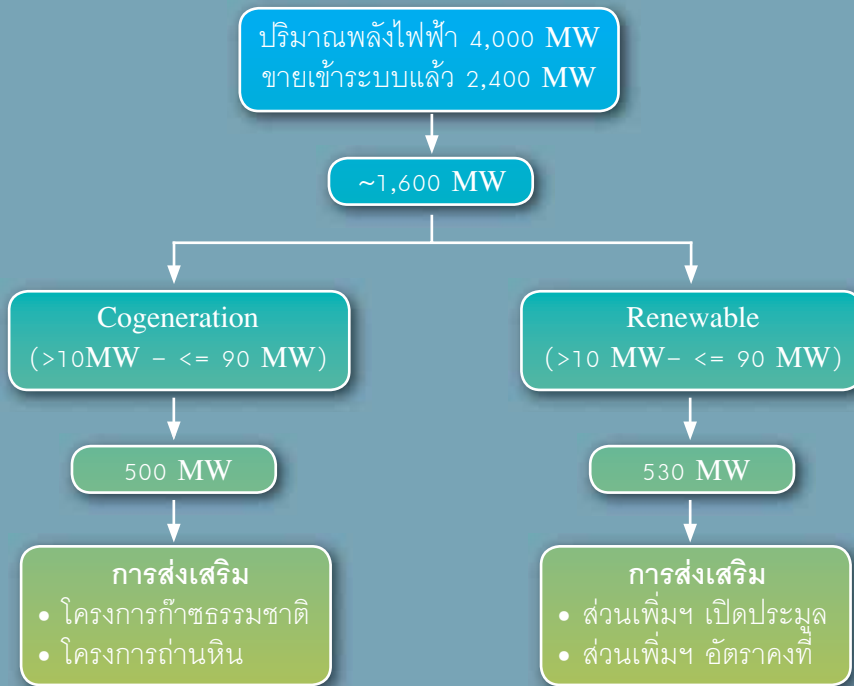 ปริมาณพลังไฟฟ้า 4,000 MW
ขายเข้าระบบแล้ว 2,400 MW
~1,600 MW
Cogeneration
(>10MW – <= 90 MW)
500 MW
การส่งเสริม
• โครงการก๊าซธรรมชาติ
• โครงการถ่านหิน
Renewable
(>10 MW– <= 90 MW)
530 MW
การส่งเสริม
• ส่วนเพิ่มฯ เปิดประมูล
• ส่วนเพิ่มฯ อัตราคงที่